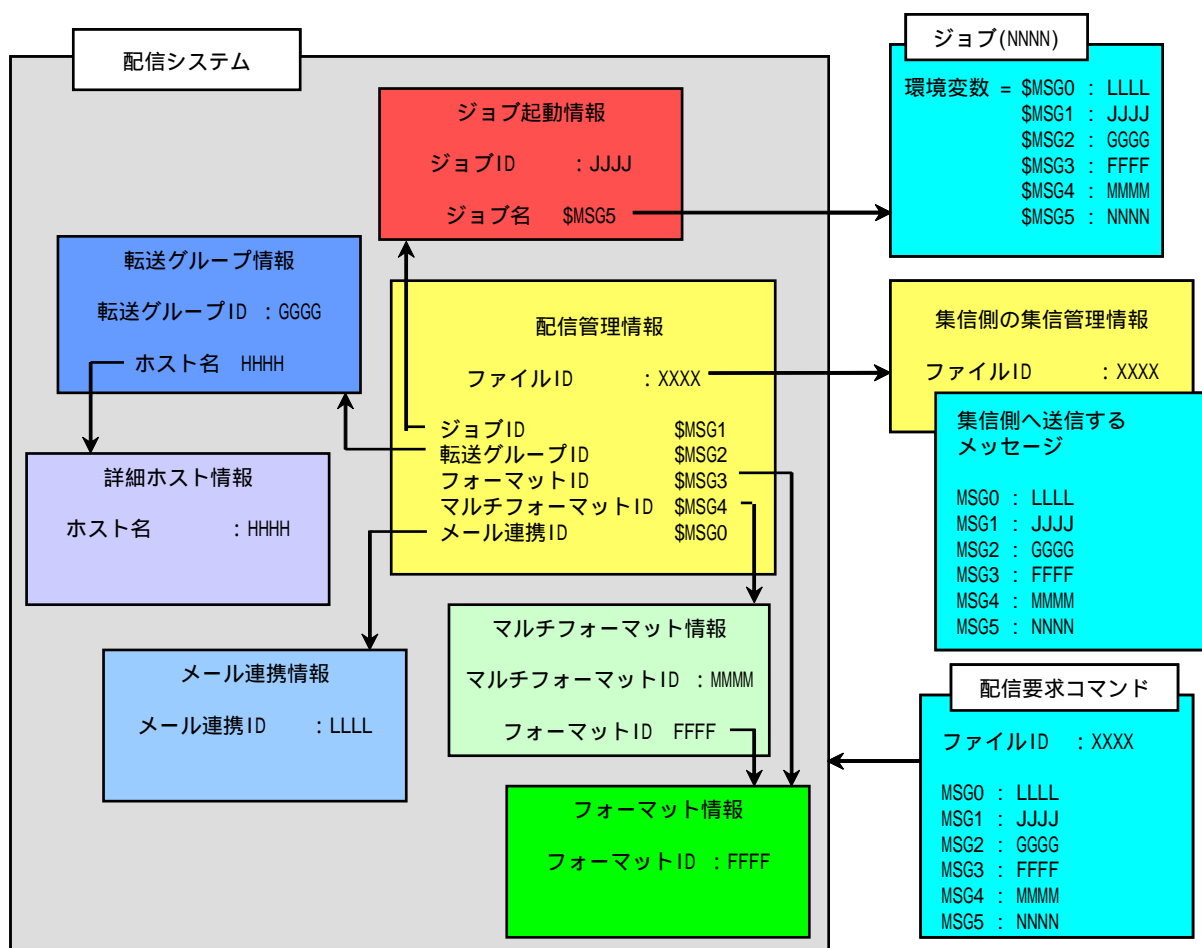 配信システム
ジョブ起動情報
ジョブID : JJJJ
ジョブ名 $MSG5
ジョブ(NNNN)
環境変数 = $MSG0 : LLLL
$MSG1 : JJJJ
$MSG2 : GGGG
$MSG3 : FFFF
$MSG4 : MMMM
$MSG5 : NNNN
転送グループ情報
転送グループID : GGGG
ホスト名 HHHH
配信管理情報
ファイルID : XXXX
ジョブID $MSG1
転送グループID $MSG2
フォーマットID $MSG3
マルチフォーマットID $MSG4
メール連携ID $MSG0
集信側の集信管理情報
ファイルID : XXXX
集信側へ送信する
メッセージ
MSG0 : LLLL
MSG1 : JJJJ
MSG2 : GGGG
MSG3 : FFFF
MSG4 : MMMM
MSG5 : NNNN
詳細ホスト情報
ホスト名 : HHHH
メール連携情報
メール連携ID : LLLL
マルチフォーマット情報
マルチフォーマットID : MMMM
フォーマットID FFFF
フォーマット情報
フォーマットID : FFFF
配信要求コマンド
ファイルID : XXXX
MSG0 : LLLL
MSG1 : JJJJ
MSG2 : GGGG
MSG3 : FFFF
MSG4 : MMMM
MSG5 : NNNN